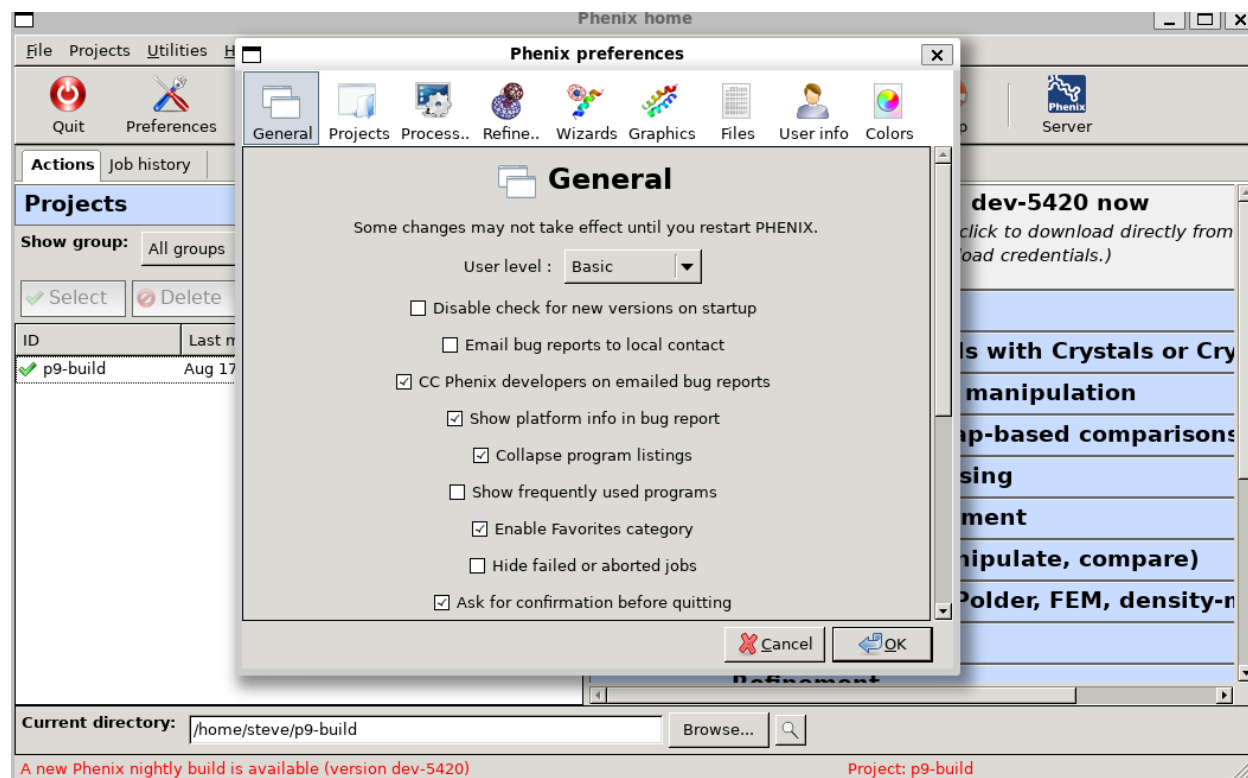 Phenix home
File Projects Utilities H
Phenix preferences
Quit Preferences
General Projects Process.. Refine.. Wizards Graphics Files User info Colors
Phenix
Server
Actions Job history
Projects
Show group: All groups
Select Delete
ID Last m
p9-build Aug 17
General
Some changes may not take effect until you restart PHENIX.
User level : Basic
Disable check for new versions on startup
Email bug reports to local contact
CC Phenix developers on emailed bug reports
Show platform info in bug report
Collapse program listings
Show frequently used programs
Enable Favorites category
Hide failed or aborted jobs
Ask for confirmation before quitting
Cancel OK
dev-5420 now
click to download directly from
load credentials.)
ls with Crystals or Cry
manipulation
ap-based comparisons
sing
ment
nipulate, compare)
Polder, FEM, density-m
Refinement
Current directory: /home/steve/p9-build Browse...
A new Phenix nightly build is available (version dev-5420) Project: p9-build